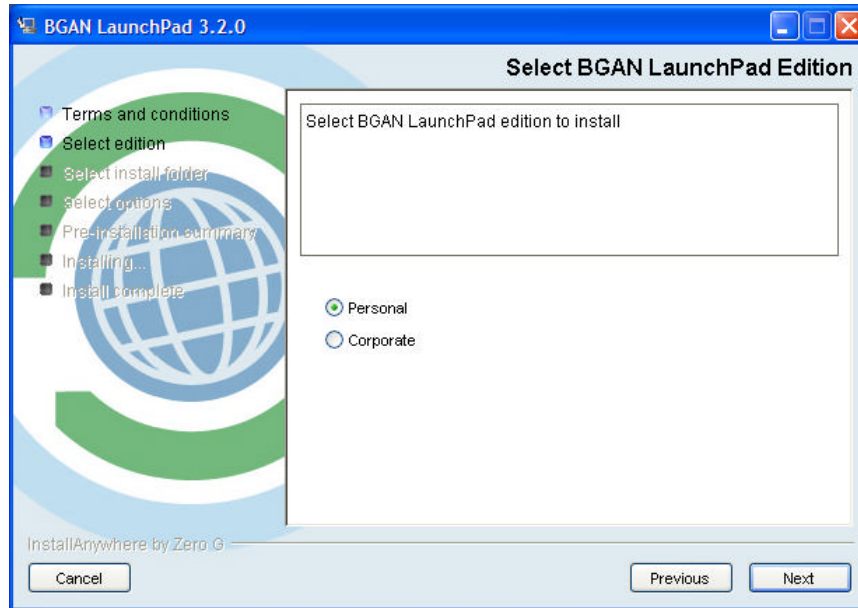 BGAN LaunchPad 3.2.0
Select BGAN LaunchPad Edition
Terms and conditions
Select edition
Select install folder
Select options
Pre-installation summary
Installing...
Install complete
Select BGAN LaunchPad edition to install
Personal
Corporate
InstallAnywhere by Zero G
Cancel
Previous
Next